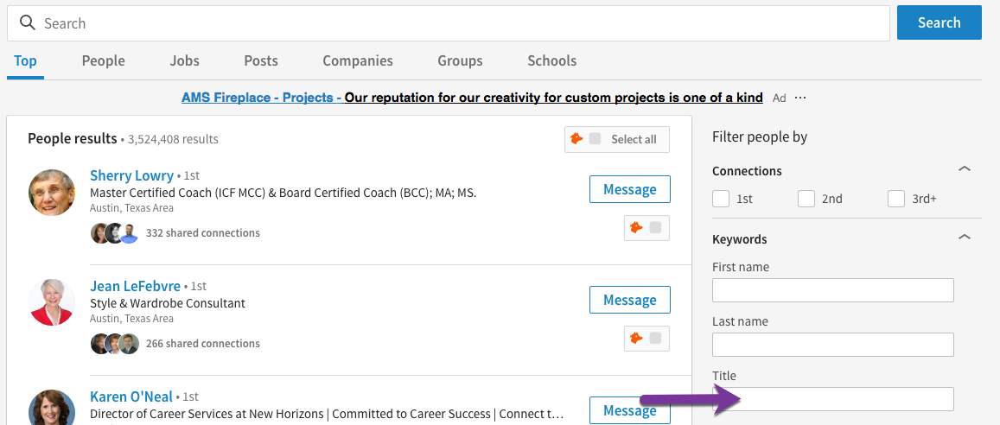 Search
Search
Top People Jobs Posts Companies Groups Schools
AMS Fireplace - Projects - Our reputation for our creativity for custom projects is one of a kind Ad ···
People results • 3,524,408 results
Select all
Sherry Lowry • 1st
Master Certified Coach (ICF MCC) & Board Certified Coach (BCC); MA; MS.
Austin, Texas Area
332 shared connections
Message
Jean LeFebvre • 1st
Style & Wardrobe Consultant
Austin, Texas Area
266 shared connections
Message
Karen O'Neal • 1st
Director of Career Services at New Horizons | Committed to Career Success | Connect t…
Message
Filter people by
Connections
1st 2nd 3rd+
Keywords
First name
Last name
Title